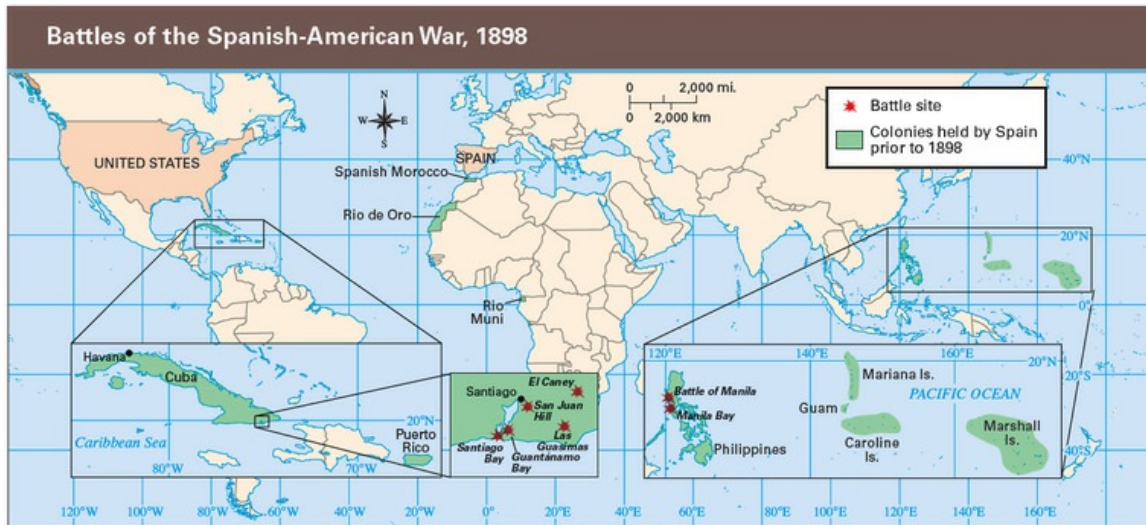 Battles of the Spanish-American War, 1898
N
W E
S
0 2,000 mi.
0 2,000 km
Battle site
Colonies held by Spain
prior to 1898
UNITED STATES
SPAIN
Spanish Morocco
Rio de Oro
Rio
Muni
40°N
20°N
0°
20°S
40°S
Havana
Cuba
Caribbean Sea
20°N
Puerto
Rico
80°W
70°W
Santiago
El Caney
San Juan
Hill
Las
Guasimas
Santiago
Bay
Guantánamo
Bay
120°E
140°E
160°E
20°N
Mariana Is.
PACIFIC OCEAN
Battle of Manila
Manila Bay
Guam
Philippines
Caroline
Is.
Marshall
Is.
120°W
100°W
80°W
60°W
40°W
20°W
0°
20°E
40°E
60°E
80°E
100°E
120°E
140°E
160°E